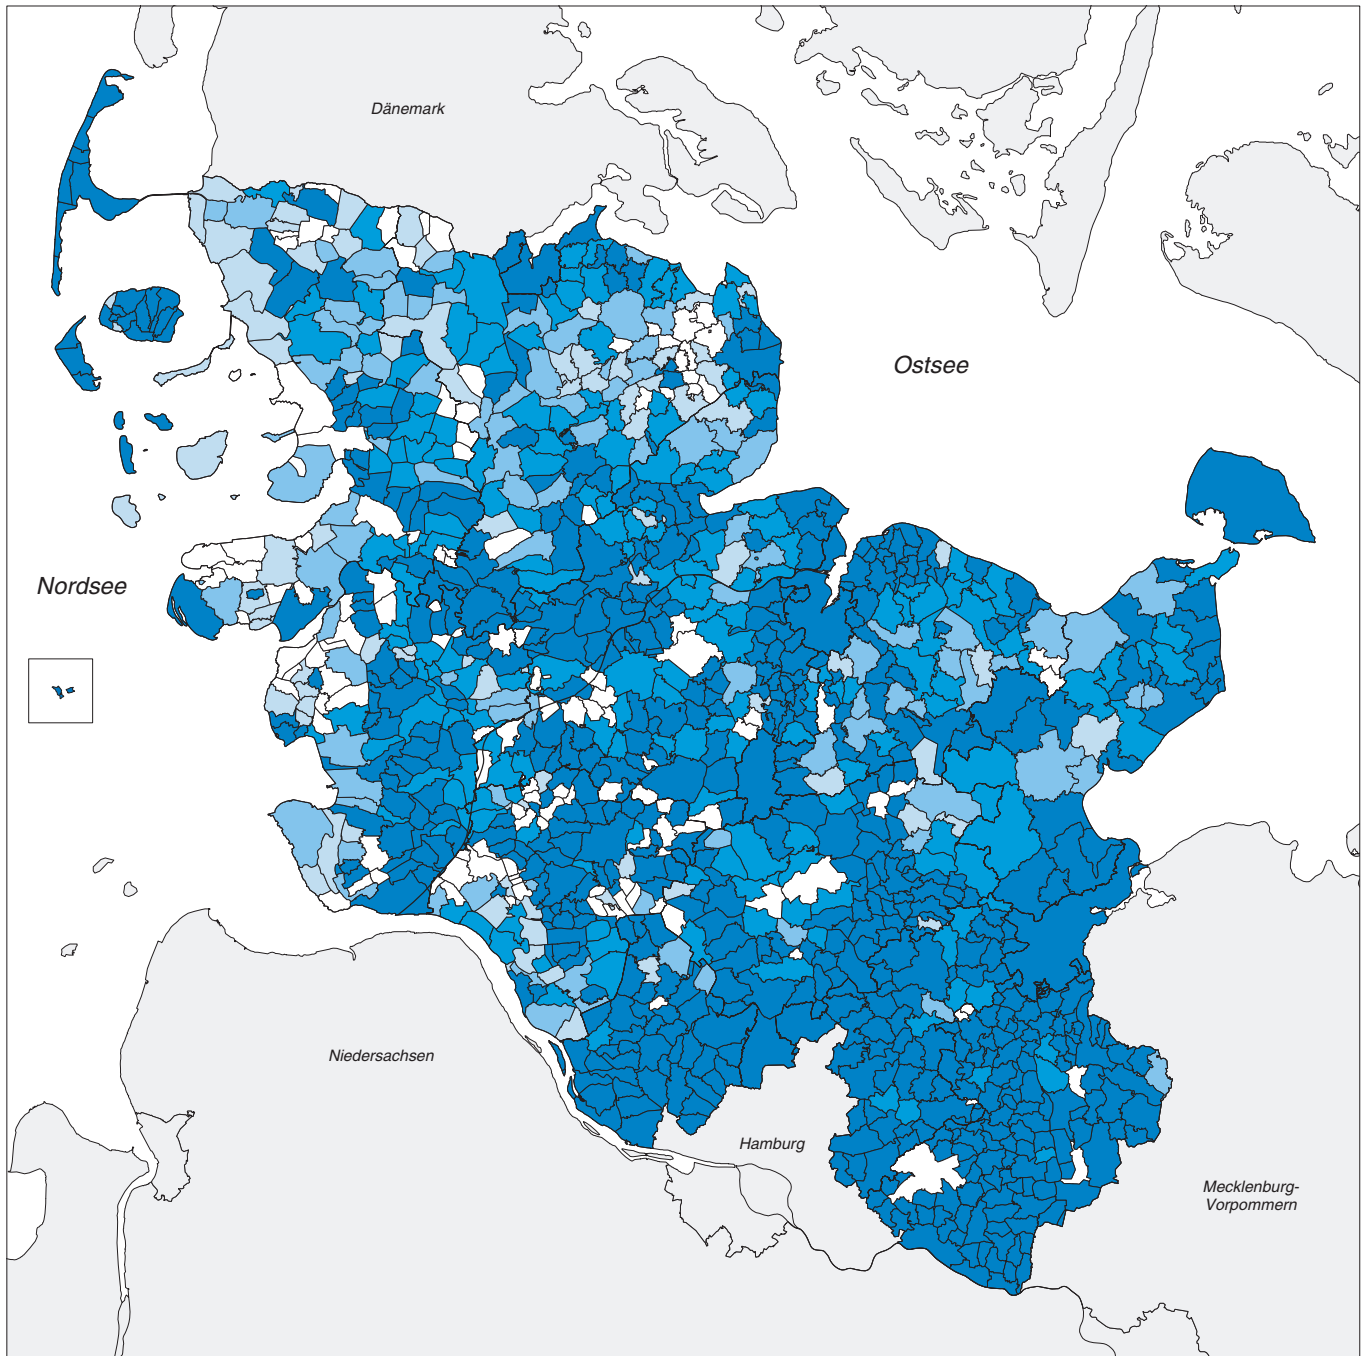 Dänemark
Ostsee
Nordsee
Niedersachsen
Hamburg
Mecklenburg-
Vorpommern